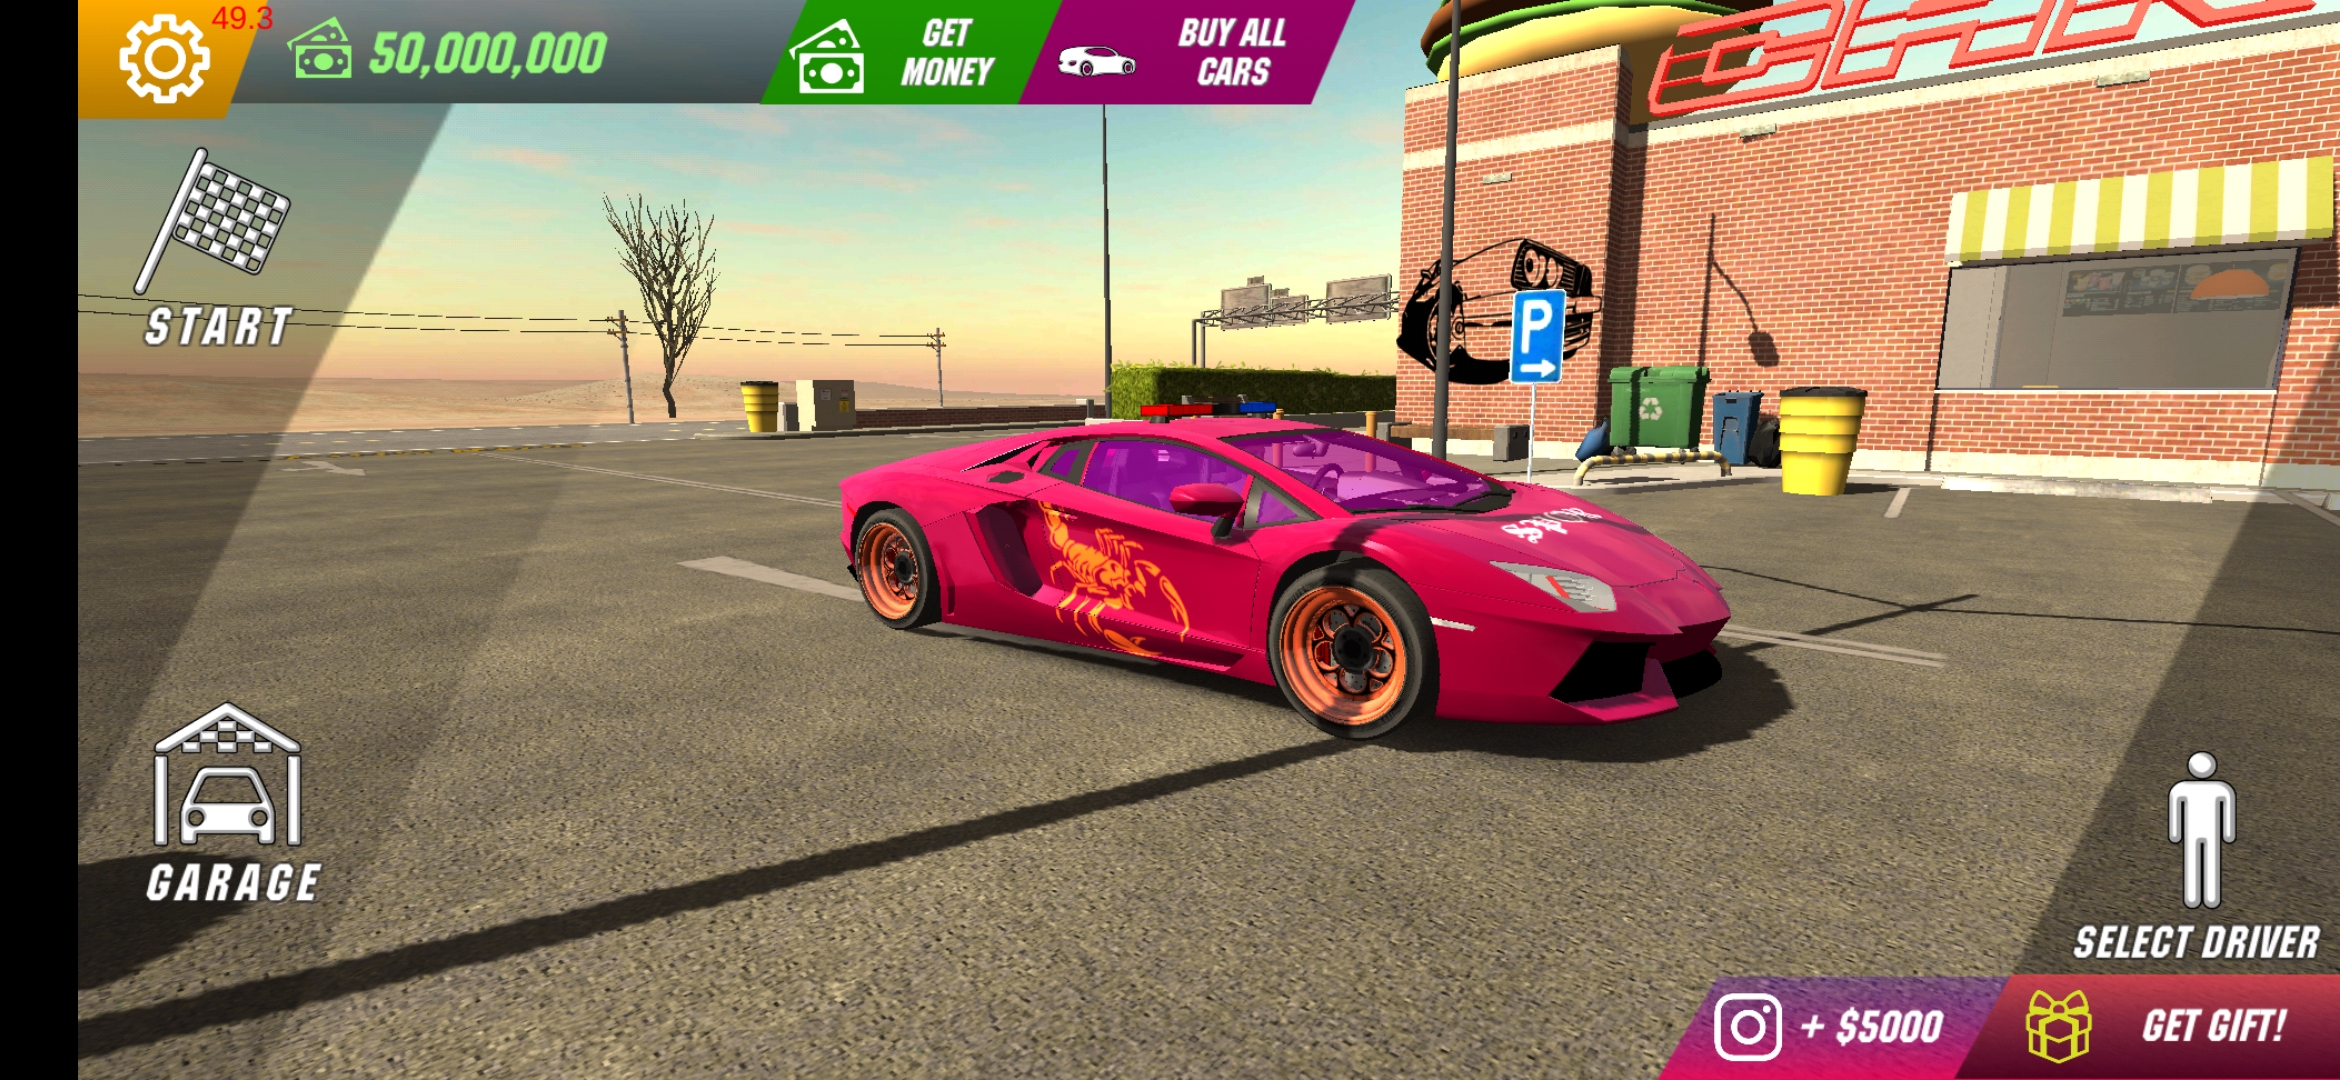 49.3
50,000,000
GET
MONEY
BUY ALL
CARS
START
P
GARAGE
SELECT DRIVER
+ $5000
GET GIFT!